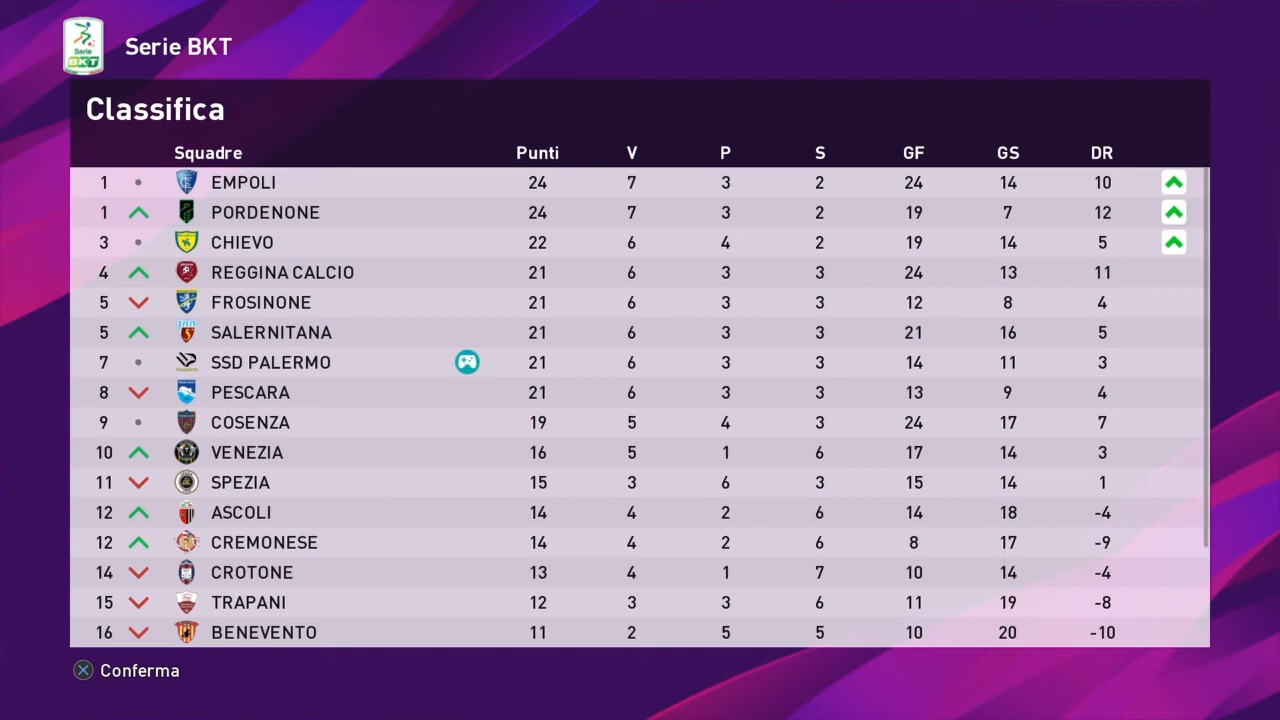 Serie BKT
Serie
BKT
Classifica
Squadre Punti V P S GF GS DR
1 EMPOLI 24 7 3 2 24 14 10
1 PORDENONE 24 7 3 2 19 7 12
3 CHIEVO 22 6 4 2 19 14 5
4 REGGINA CALCIO 21 6 3 3 24 13 11
5 FROSINONE 21 6 3 3 12 8 4
5 SALERNITANA 21 6 3 3 21 16 5
7 SSD PALERMO 21 6 3 3 14 11 3
8 PESCARA 21 6 3 3 13 9 4
9 COSENZA 19 5 4 3 24 17 7
10 VENEZIA 16 5 1 6 17 14 3
11 SPEZIA 15 3 6 3 15 14 1
12 ASCOLI 14 4 2 6 14 18 -4
12 CREMONESE 14 4 2 6 8 17 -9
14 CROTONE 13 4 1 7 10 14 -4
15 TRAPANI 12 3 3 6 11 19 -8
16 BENEVENTO 11 2 5 5 10 20 -10
Conferma